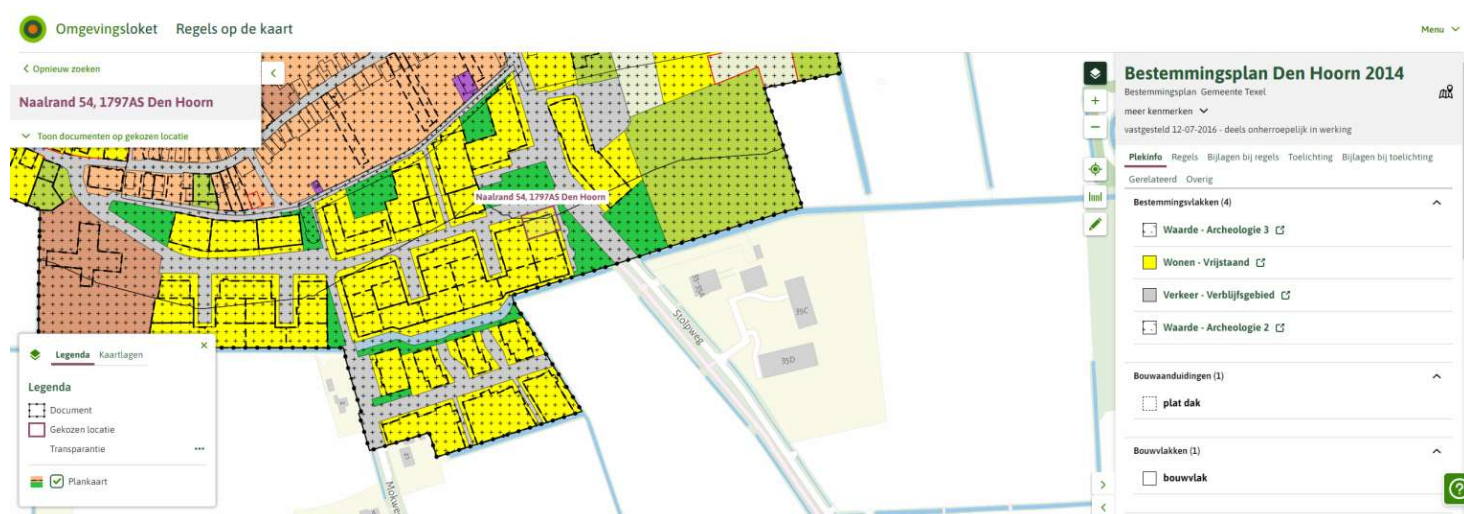 Omgevingsloket Regels op de kaart
Menu
Opnieuw zoeken
Naalrand 54, 1797AS Den Hoorn
Toon documenten op gekozen locatie
Naalrand 54, 1797AS Den Hoorn
35C
35D
Stolpweg
Legenda Kaartlagen
Legenda
Document
Gekozen locatie
Transparantie
Plankaart
Bestemmingsplan Den Hoorn 2014
Bestemmingsplan Gemeente Texel
meer kenmerken
vastgesteld 12-07-2016 - deels onherroepelijk in werking
Plekinfo Regels Bijlagen bij regels Toelichting Bijlagen bij toelichting
Gerelateerd Overig
Bestemmingsvlakken (4)
Waarde - Archeologie 3
Wonen - Vrijstaand
Verkeer - Verblijfsgebied
Waarde - Archeologie 2
Bouwaanduidingen (1)
plat dak
Bouwvlakken (1)
bouwvlak